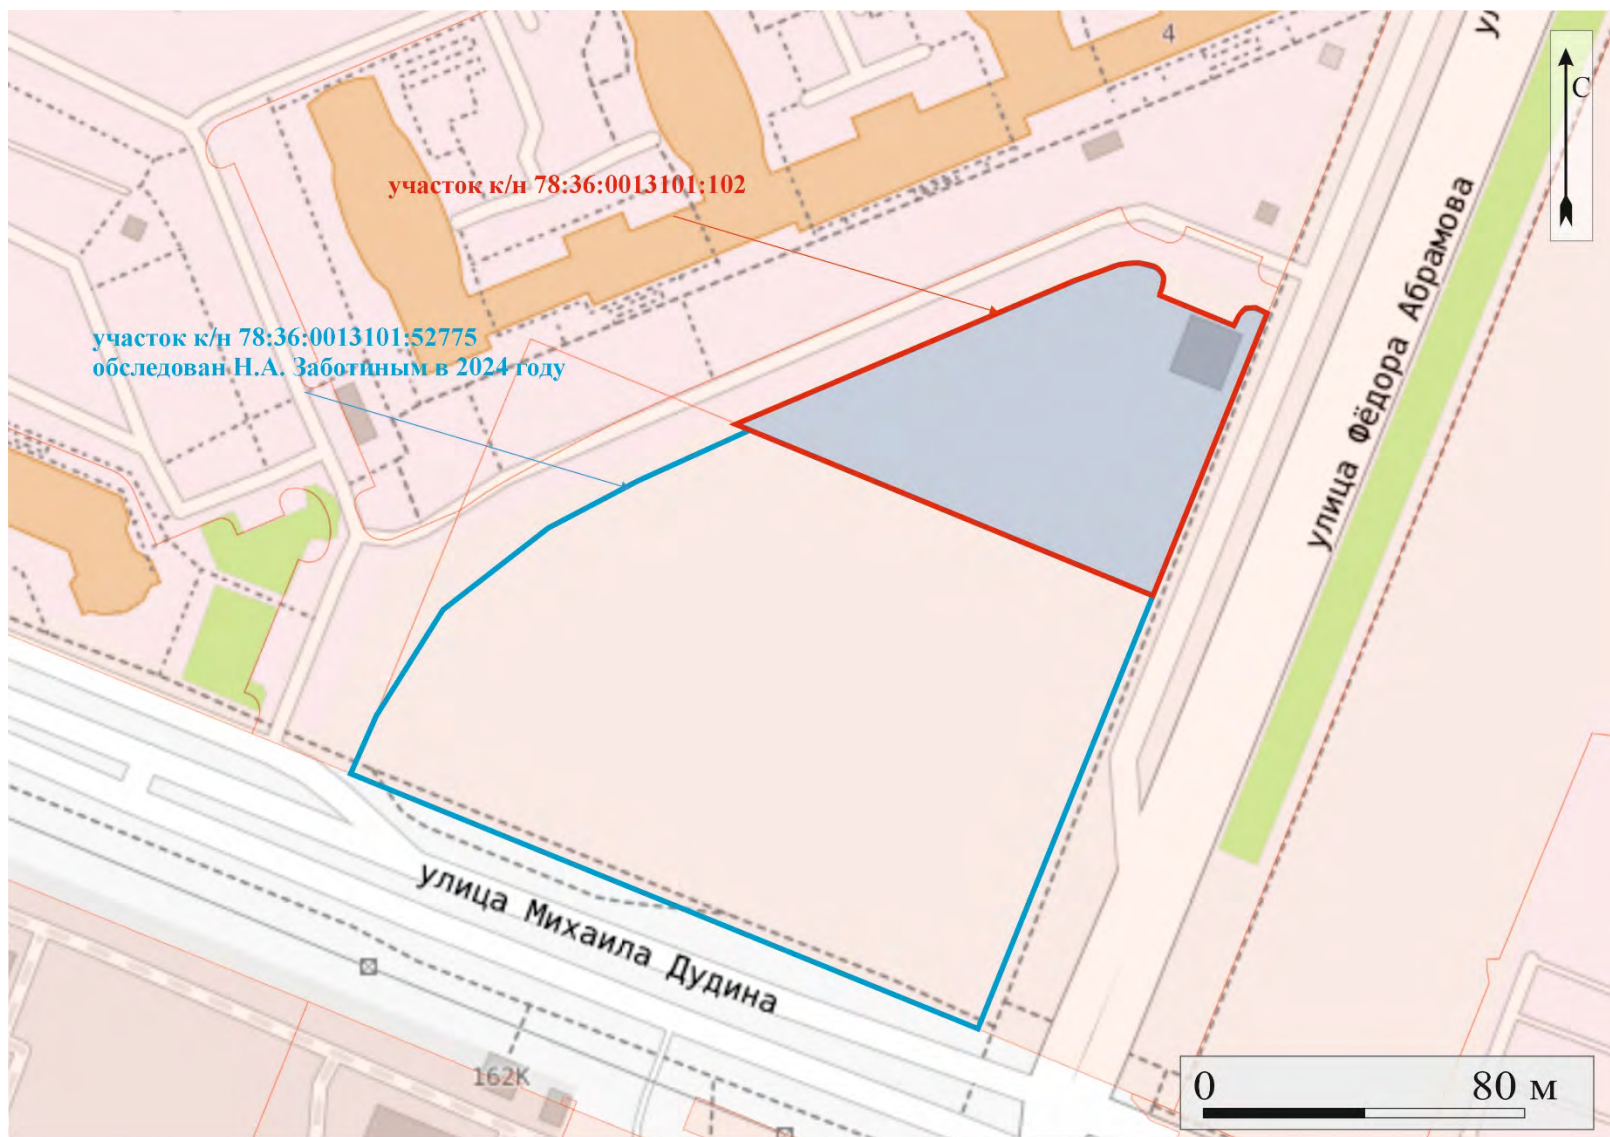 ул
4
С
участок к/н 78:36:0013101:102
участок к/н 78:36:0013101:52775
обследован Н.А. Заботиным в 2024 году
улица Фёдора Абрамова
улица Михаила Дудина
162К
0 80 м